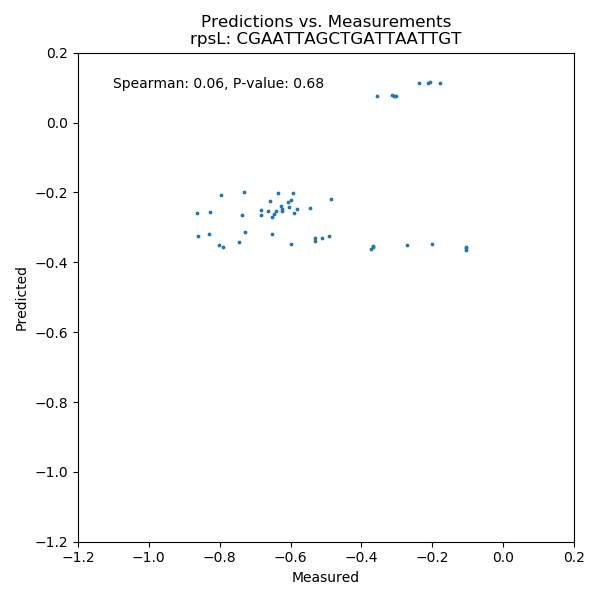 Predictions vs. Measurements
rpsL: CGAATTAGCTGATTAATTGT
Spearman: 0.06, P-value: 0.68
0.2
0.0
−0.2
−0.4
−0.6
−0.8
−1.0
−1.2
Predicted
−1.2 −1.0 −0.8 −0.6 −0.4 −0.2 0.0 0.2
Measured